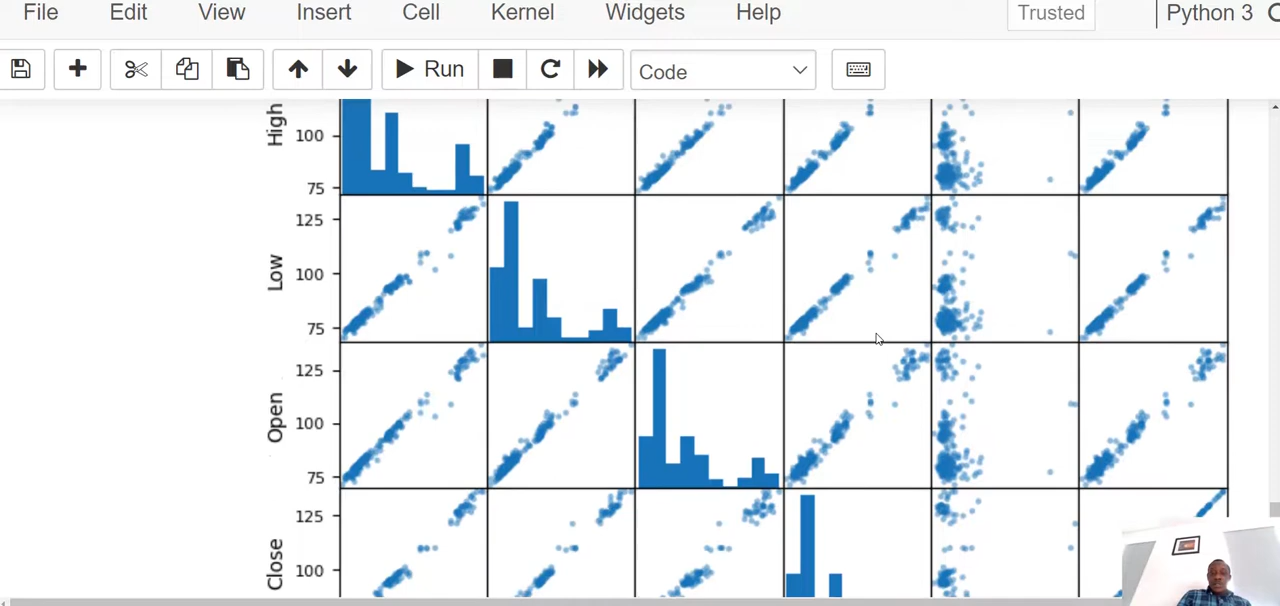 File Edit View Insert Cell Kernel Widgets Help Trusted Python 3
Run Code
High 100
75
125
Low 100
75
125
Open 100
75
125
Close 100